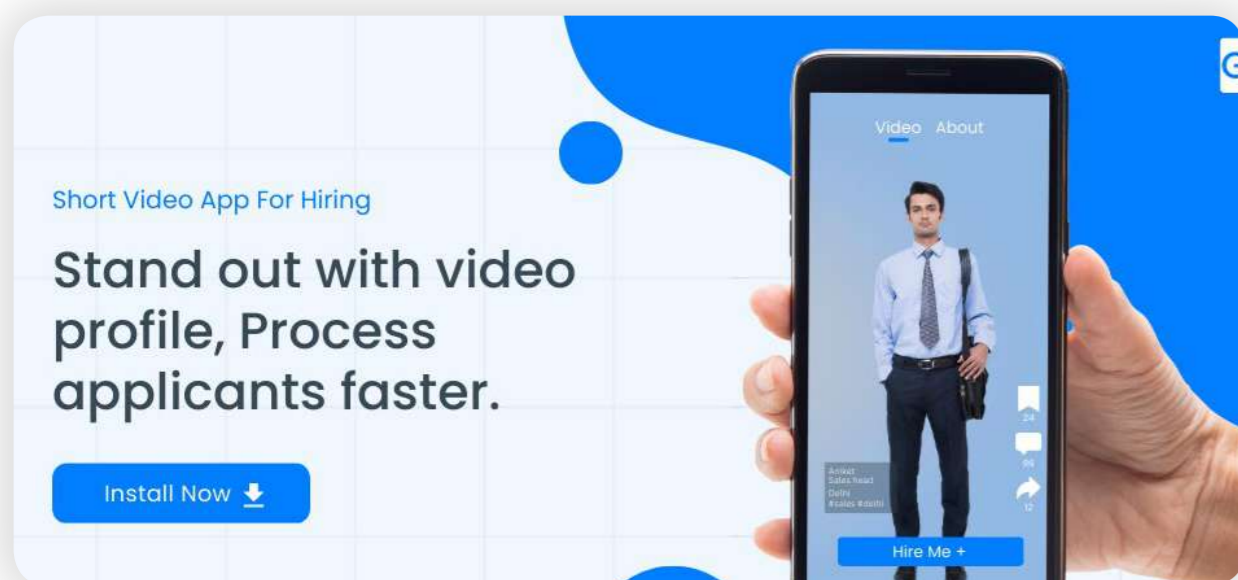 Short Video App For Hiring
Stand out with video
profile, Process
applicants faster.
Install Now
Video About
24
96
12
Aniket
Sales head
Delhi
#sales #delhi
Hire Me +